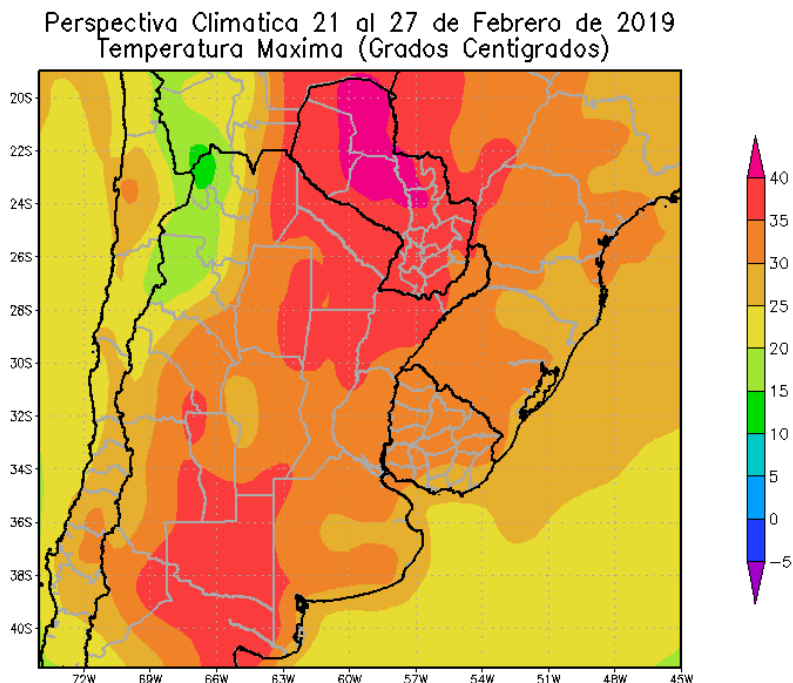 Perspectiva Climatica 21 al 27 de Febrero de 2019
Temperatura Maxima (Grados Centigrados)
20S
22S
24S
26S
28S
30S
32S
34S
36S
38S
40S
72W
69W
66W
63W
60W
57W
54W
51W
48W
45W
40
35
30
25
20
15
10
5
0
-5